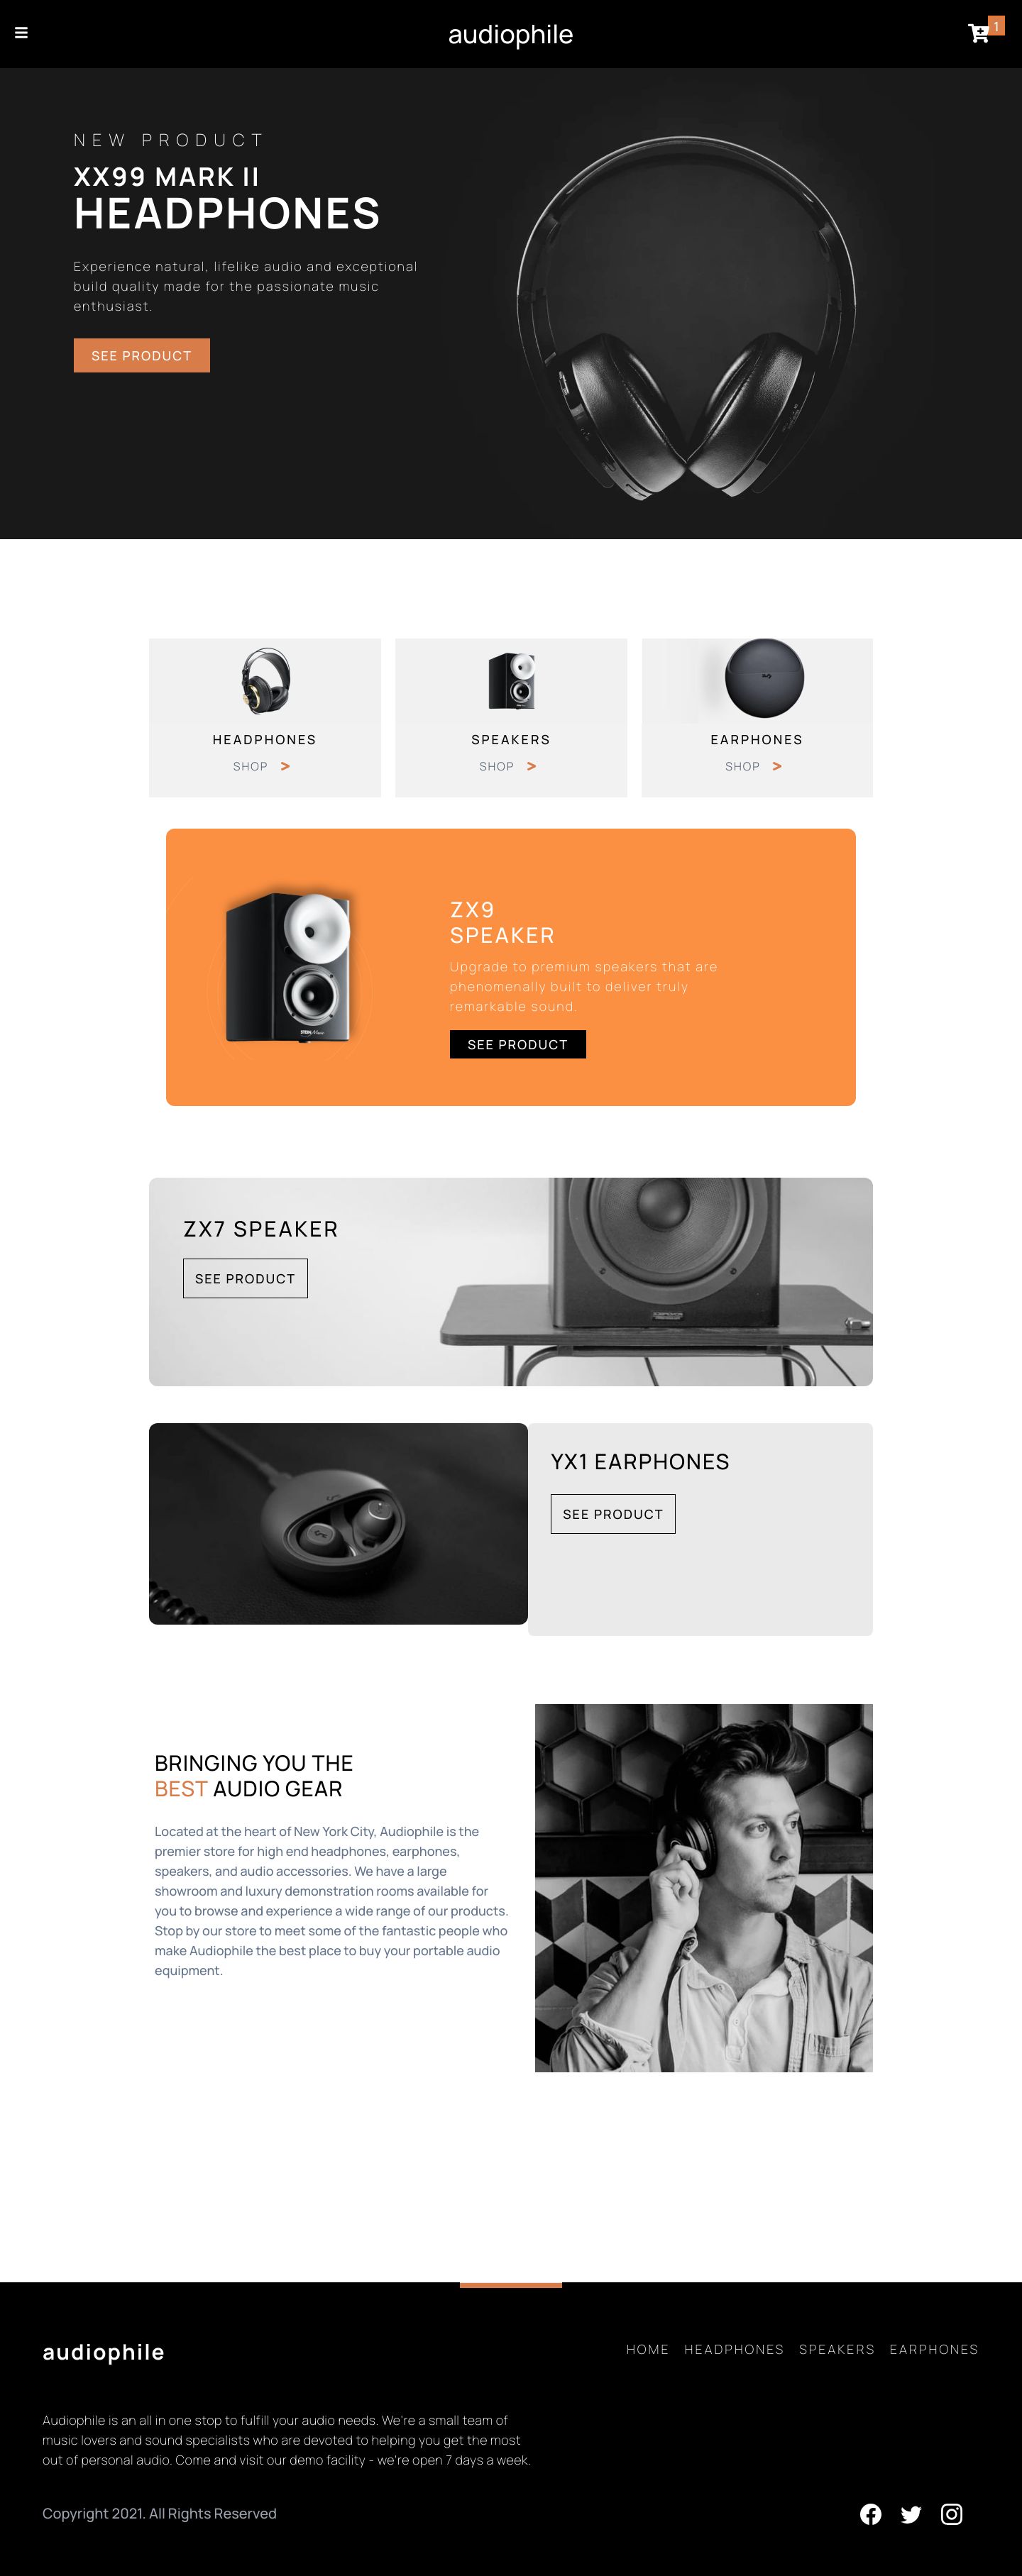 audiophile
1
NEW PRODUCT
XX99 MARK II
HEADPHONES
Experience natural, lifelike audio and exceptional
build quality made for the passionate music
enthusiast.
SEE PRODUCT
HEADPHONES
SHOP >
SPEAKERS
SHOP >
EARPHONES
SHOP >
ZX9
SPEAKER
Upgrade to premium speakers that are
phenomenally built to deliver truly
remarkable sound.
SEE PRODUCT
ZX7 SPEAKER
SEE PRODUCT
YX1 EARPHONES
SEE PRODUCT
BRINGING YOU THE
BEST AUDIO GEAR
Located at the heart of New York City, Audiophile is the
premier store for high end headphones, earphones,
speakers, and audio accessories. We have a large
showroom and luxury demonstration rooms available for
you to browse and experience a wide range of our products.
Stop by our store to meet some of the fantastic people who
make Audiophile the best place to buy your portable audio
equipment.
audiophile
HOME HEADPHONES SPEAKERS EARPHONES
Audiophile is an all in one stop to fulfill your audio needs. We're a small team of
music lovers and sound specialists who are devoted to helping you get the most
out of personal audio. Come and visit our demo facility - we're open 7 days a week.
Copyright 2021. All Rights Reserved